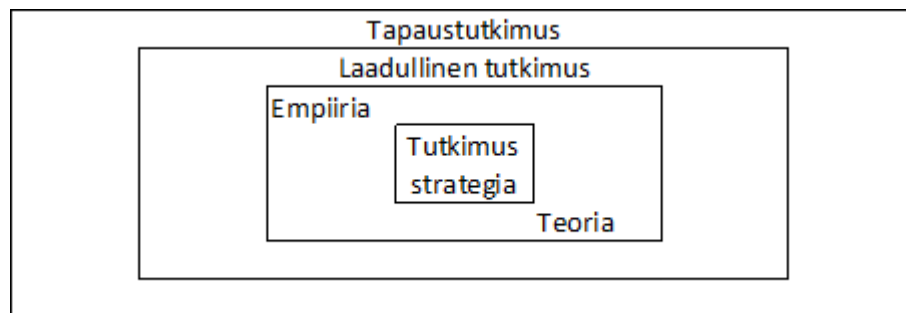 Tapaustutkimus
Laadullinen tutkimus
Empiiria
Tutkimus
strategia
Teoria